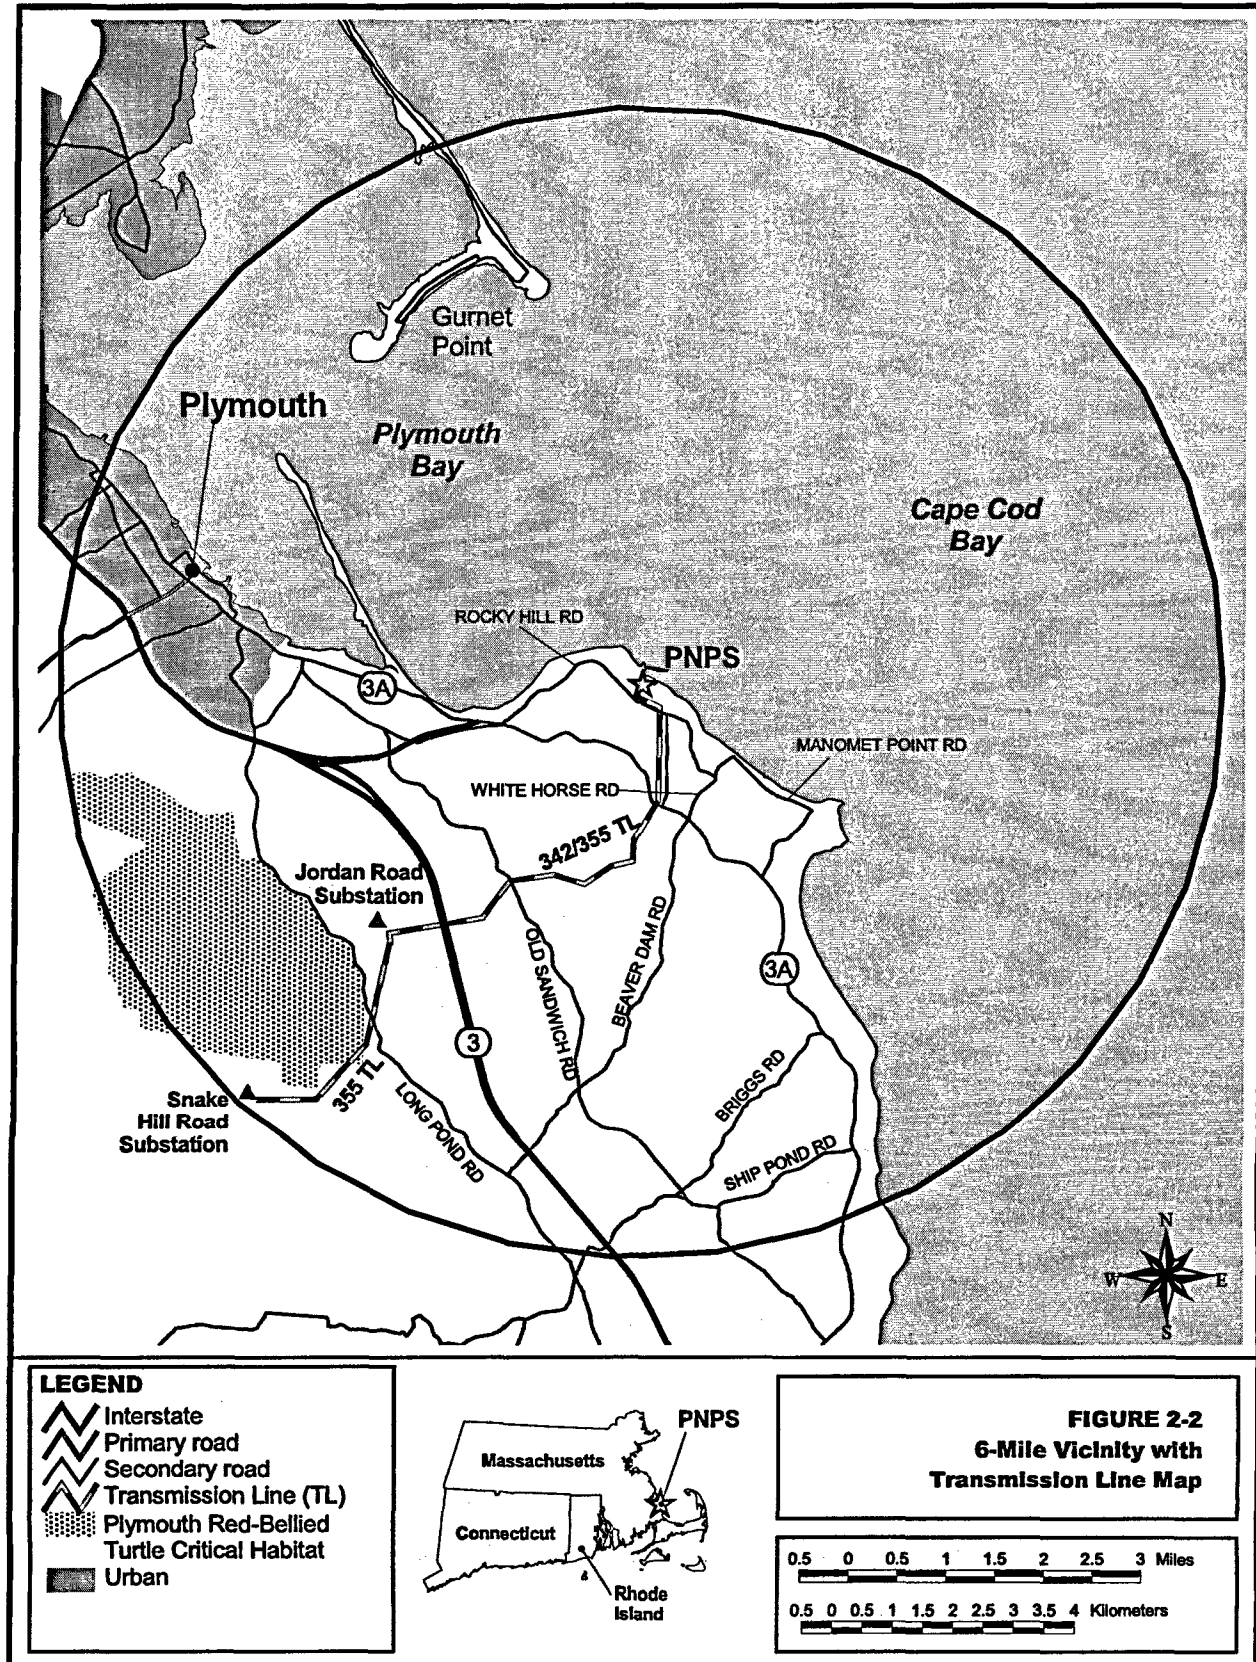 Gurnet
Point
Plymouth
Plymouth
Bay
Cape Cod
Bay
ROCKY HILL RD
PNPS
3A
MANOMET POINT RD
WHITE HORSE RD
342/355 TL
Jordan Road
Substation
OLD SANDWICH RD
BEAVER DAM RD
3A
3
355 TL
BRIGGS RD
Snake
Hill Road
Substation
LONG POND RD
SHIP POND RD
N
W
E
S
LEGEND
Interstate
Primary road
Secondary road
Transmission Line (TL)
Plymouth Red-Bellied
Turtle Critical Habitat
Urban
PNPS
Massachusetts
Connecticut
Rhode
Island
FIGURE 2-2
6-Mile Vicinity with
Transmission Line Map
0.5 0 0.5 1 1.5 2 2.5 3 Miles
0.5 0 0.5 1 1.5 2 2.5 3 3.5 4 Kilometers